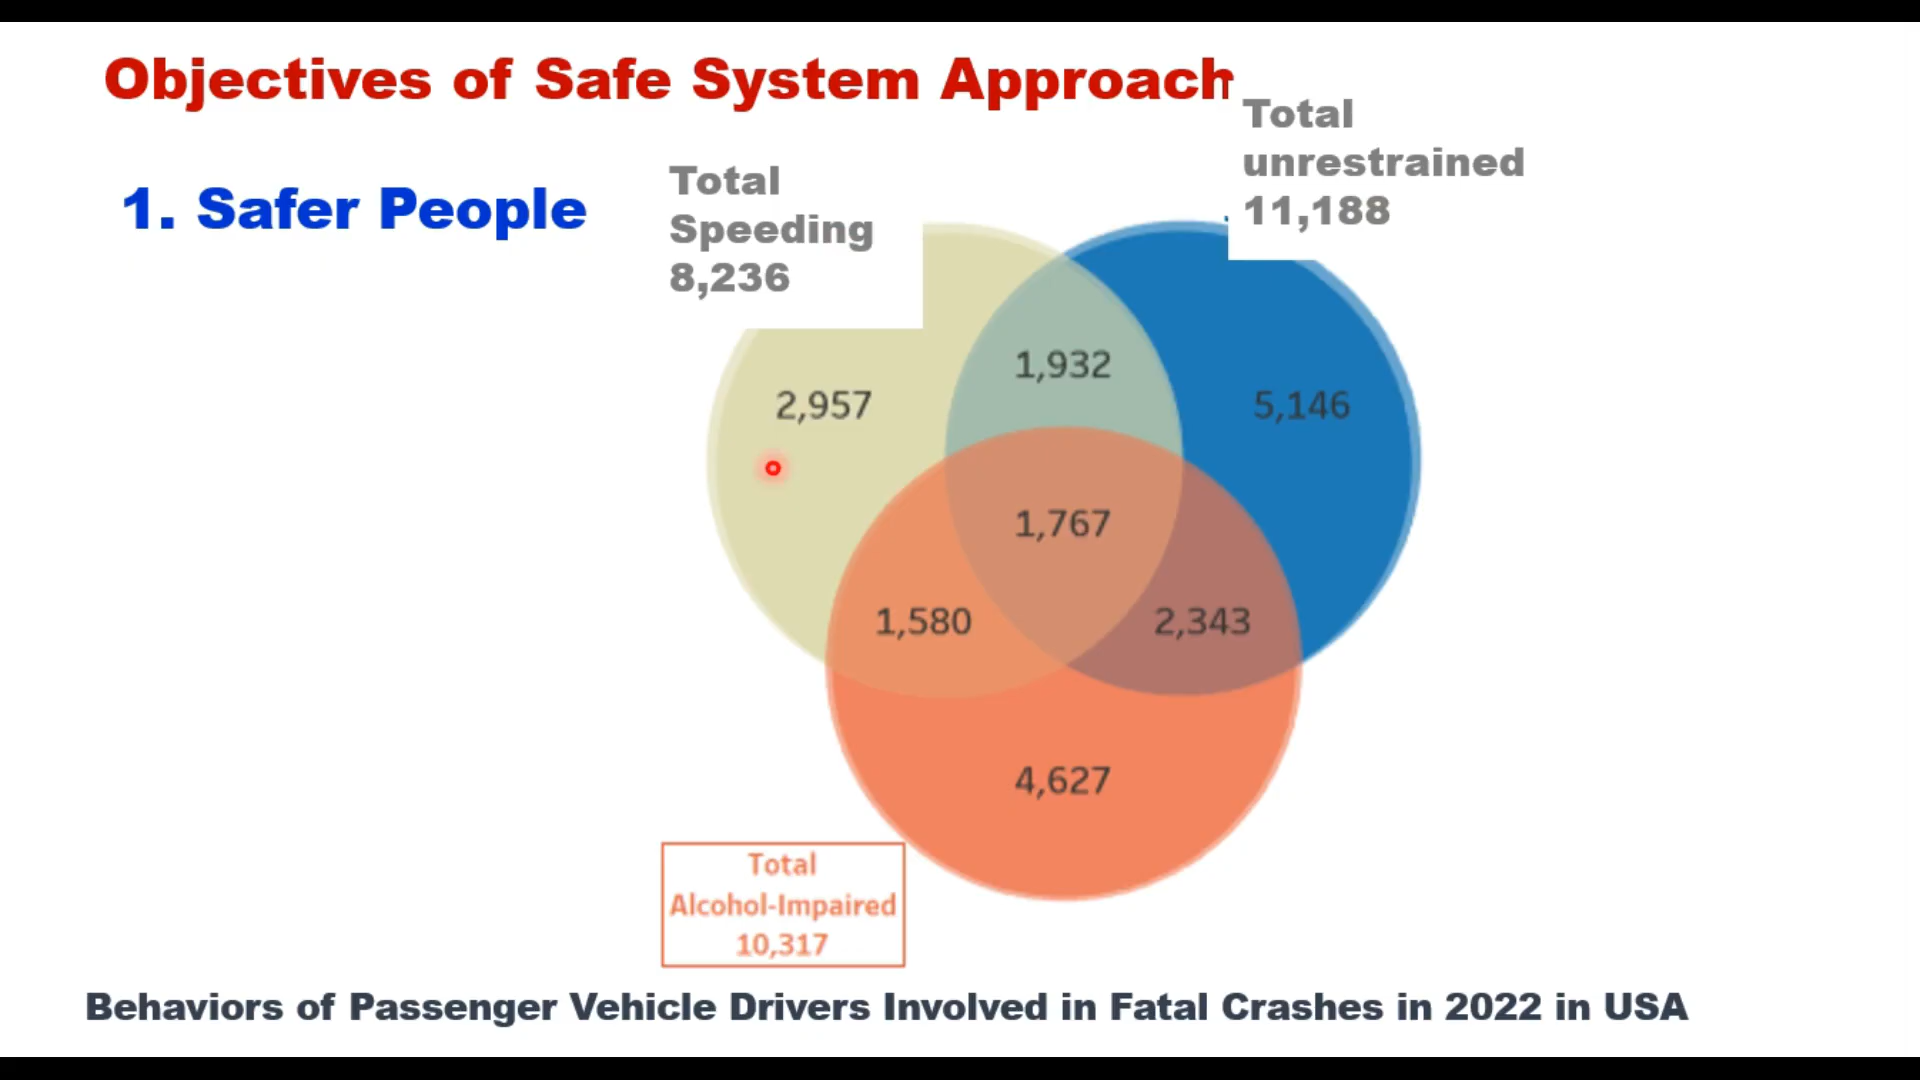 Objectives of Safe System Approach
1. Safer People
Total
Speeding
8,236
Total
unrestrained
11,188
1,932
2,957
5,146
1,767
1,580
2,343
4,627
Total
Alcohol-Impaired
10,317
Behaviors of Passenger Vehicle Drivers Involved in Fatal Crashes in 2022 in USA